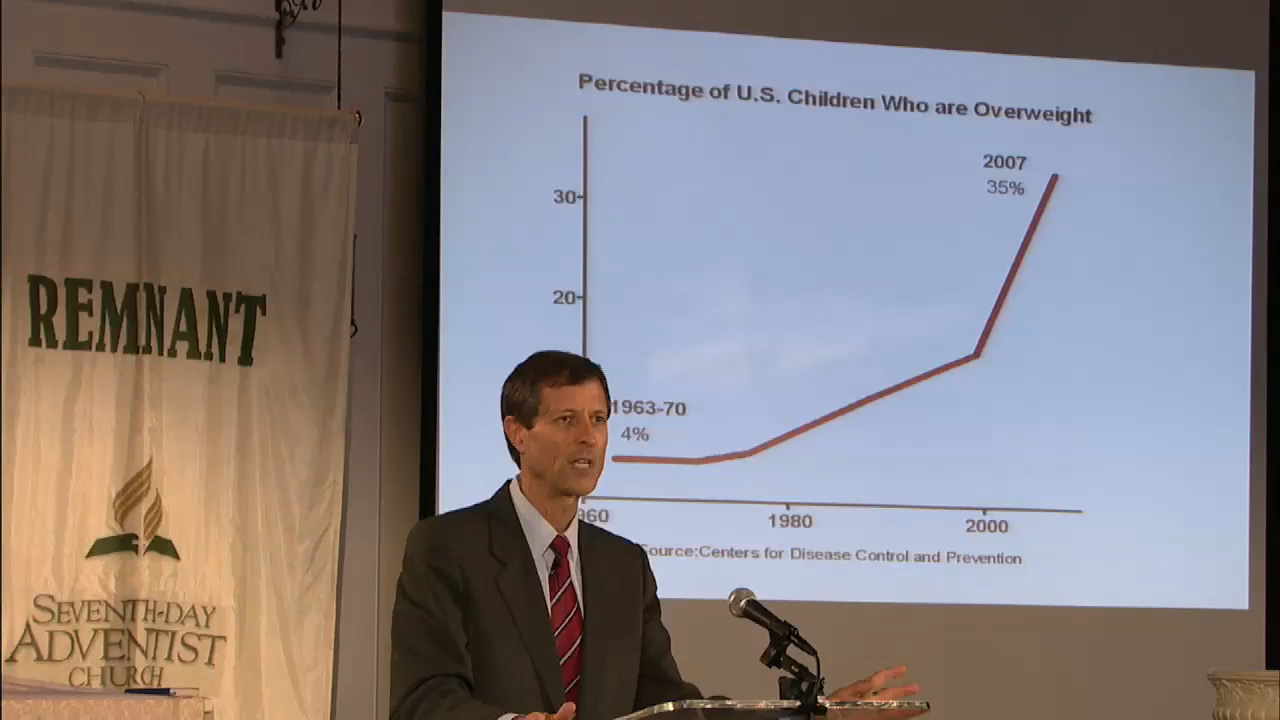 REMNANT
SEVENTH-DAY
ADVENTIST
CHURCH
Percentage of U.S. Children Who are Overweight
30
20
2007
35%
1963-70
4%
960
1980
2000
Source;Centers for Disease Control and Prevention